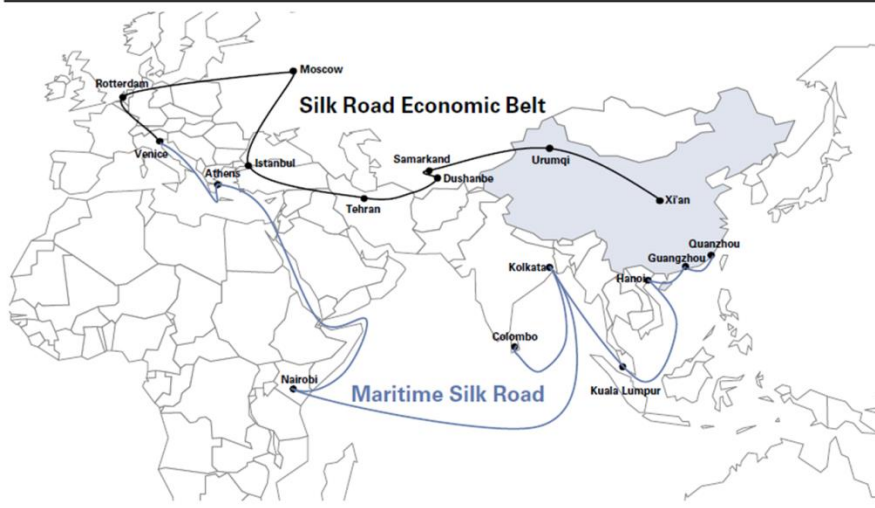 Moscow
Rotterdam
Silk Road Economic Belt
Venice
Istanbul
Athens
Samarkand
Urumqi
Dushanbe
Tehran
Xi'an
Quanzhou
Guangzhou
Kolkata
Hanoi
Colombo
Nairobi
Maritime Silk Road
Kuala Lumpur